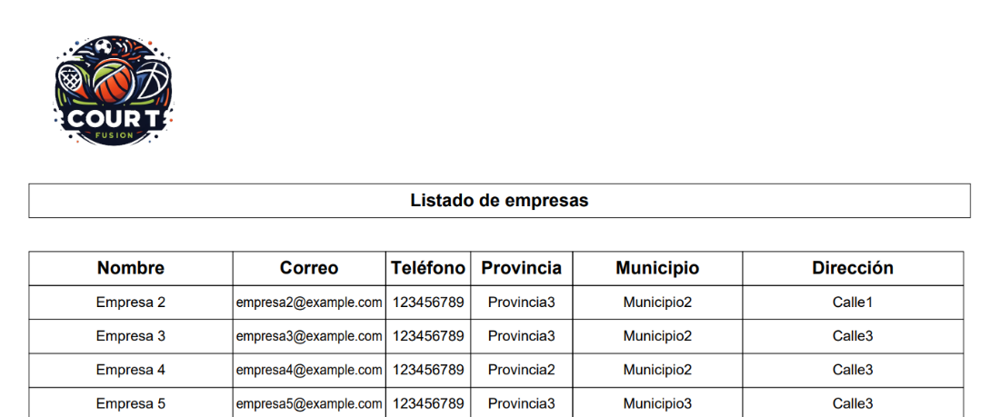 COURT
FUSION
Listado de empresas
Nombre Correo Teléfono Provincia Municipio Dirección
Empresa 2 empresa2@example.com 123456789 Provincia3 Municipio2 Calle1
Empresa 3 empresa3@example.com 123456789 Provincia3 Municipio2 Calle3
Empresa 4 empresa4@example.com 123456789 Provincia2 Municipio2 Calle3
Empresa 5 empresa5@example.com 123456789 Provincia3 Municipio3 Calle3